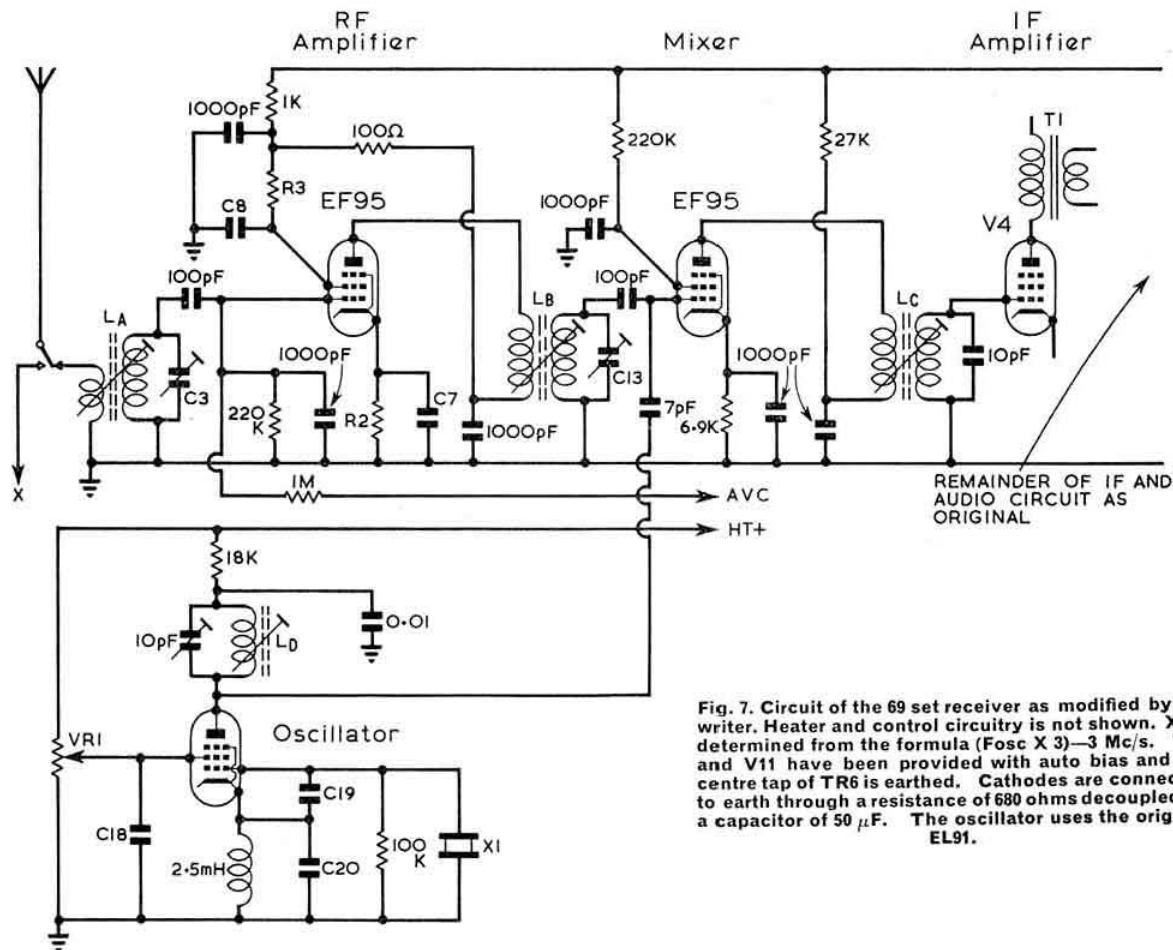 RF
Amplifier
Mixer
IF
Amplifier
1000pF
1K
100Ω
220K
27K
T1
R3
C8
EF95
1000pF
EF95
V4
100pF
100pF
LA
LB
LC
C3
1000pF
C13
1000pF
10pF
220
K
R2
C7
1000pF
7pF
6·9K
X
1M
AVC
REMAINDER OF IF AND
AUDIO CIRCUIT AS
ORIGINAL
HT+
18K
10pF
LD
0·01
Oscillator
VR1
C18
C19
2·5mH
C20
100
K
X1
Fig. 7. Circuit of the 69 set receiver as modified by
writer. Heater and control circuitry is not shown. X
determined from the formula (Fosc X 3)—3 Mc/s.
and V11 have been provided with auto bias and
centre tap of TR6 is earthed. Cathodes are connec
to earth through a resistance of 680 ohms decoupled
a capacitor of 50 μF. The oscillator uses the orig
EL91.